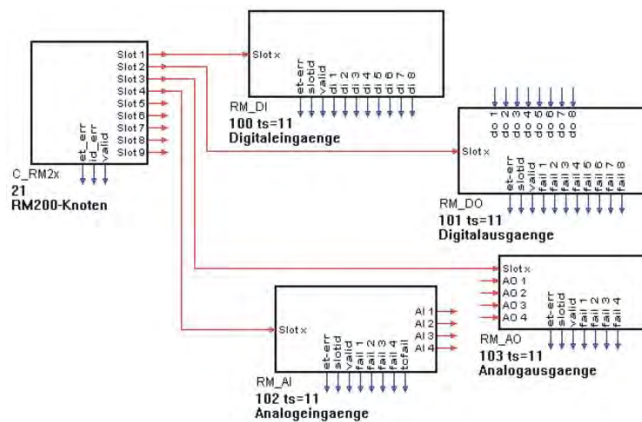 Slot 1
Slot 2
Slot 3
Slot 4
Slot 5
Slot 6
Slot 7
Slot 8
Slot 9
et_err
id_err
valid
C_RM2x
21
RM200-Knoten
Slot x
et-err
slotid
valid
di 1
di 2
di 3
di 4
di 5
di 6
di 7
di 8
RM_DI
100 ts=11
Digitaleingaenge
do 1
do 2
do 3
do 4
do 5
do 6
do 7
do 8
Slot x
et-err
slotid
valid
fail 1
fail 2
fail 3
fail 4
fail 5
fail 6
fail 7
fail 8
RM_DO
101 ts=11
Digitalausgaenge
Slot x
AO 1
AO 2
AO 3
AO 4
et-err
slotid
valid
fail 1
fail 2
fail 3
fail 4
RM_AO
103 ts=11
Analogausgaenge
Slot x
AI 1
AI 2
AI 3
AI 4
et-err
slotid
valid
fail 1
fail 2
fail 3
fail 4
tcfail
RM_AI
102 ts=11
Analogeingaenge